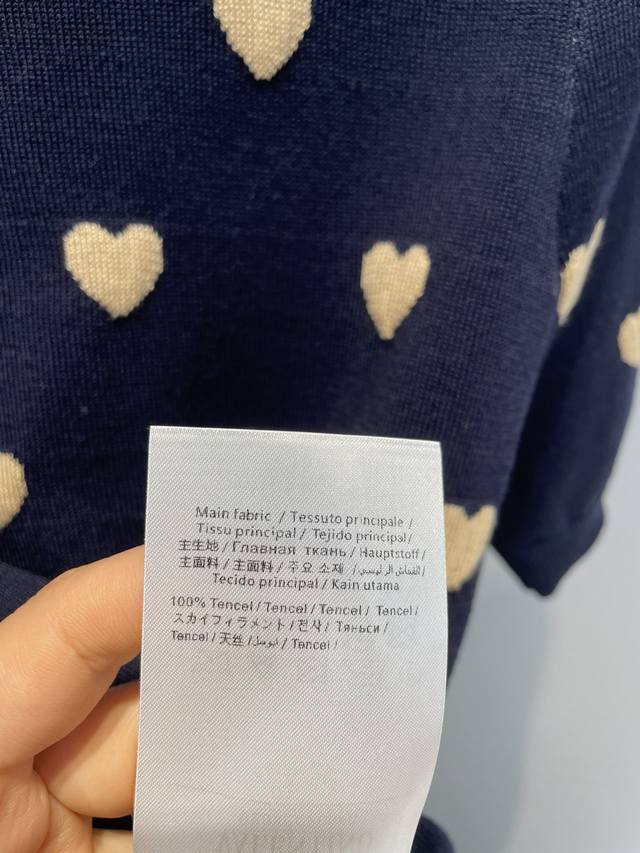 Main fabric / Tessuto principale /
Tissu principal / Tejido principal/
主生地/ Главная ткань / Hauptstoff/
主面料/ 主面料/ 주요 소재 /القماش الرئيسي/
Tecido principal / Kain utama
100% Tencel / Tencel / Tencel / Tencel /
スカイフィラメント/ 천사/ Тяньси /
Tencel / 天丝 / / Tencel /